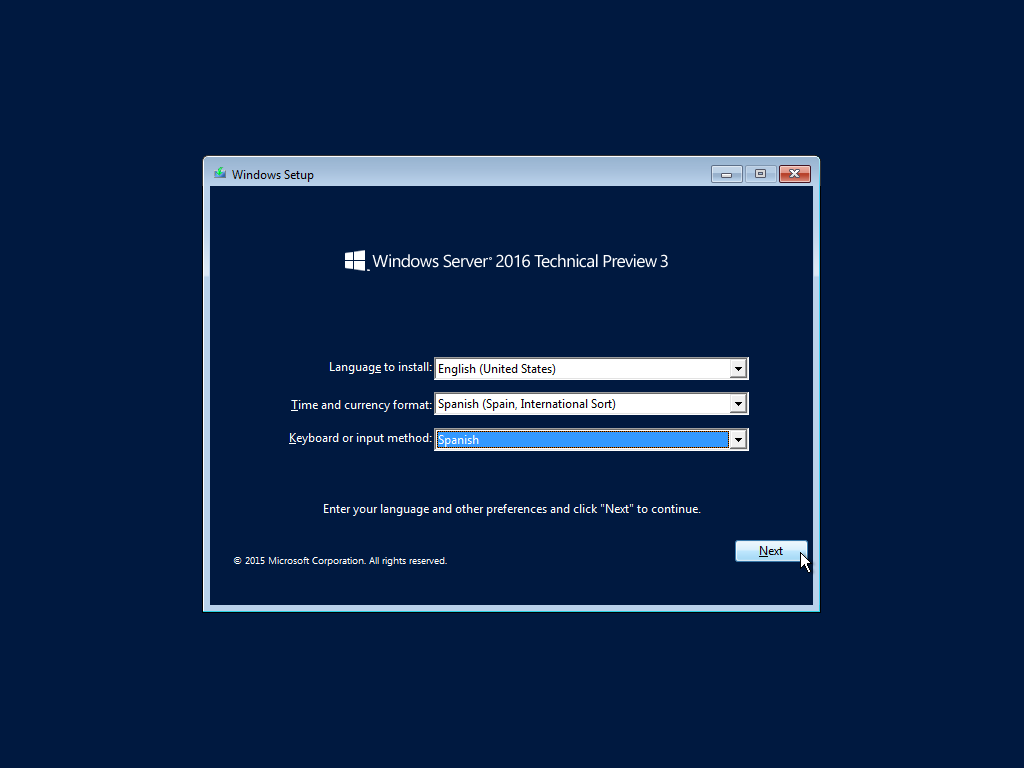 Windows Setup
Windows Server® 2016 Technical Preview 3
Language to install: English (United States)
Time and currency format: Spanish (Spain, International Sort)
Keyboard or input method: Spanish
Enter your language and other preferences and click "Next" to continue.
Next
© 2015 Microsoft Corporation. All rights reserved.